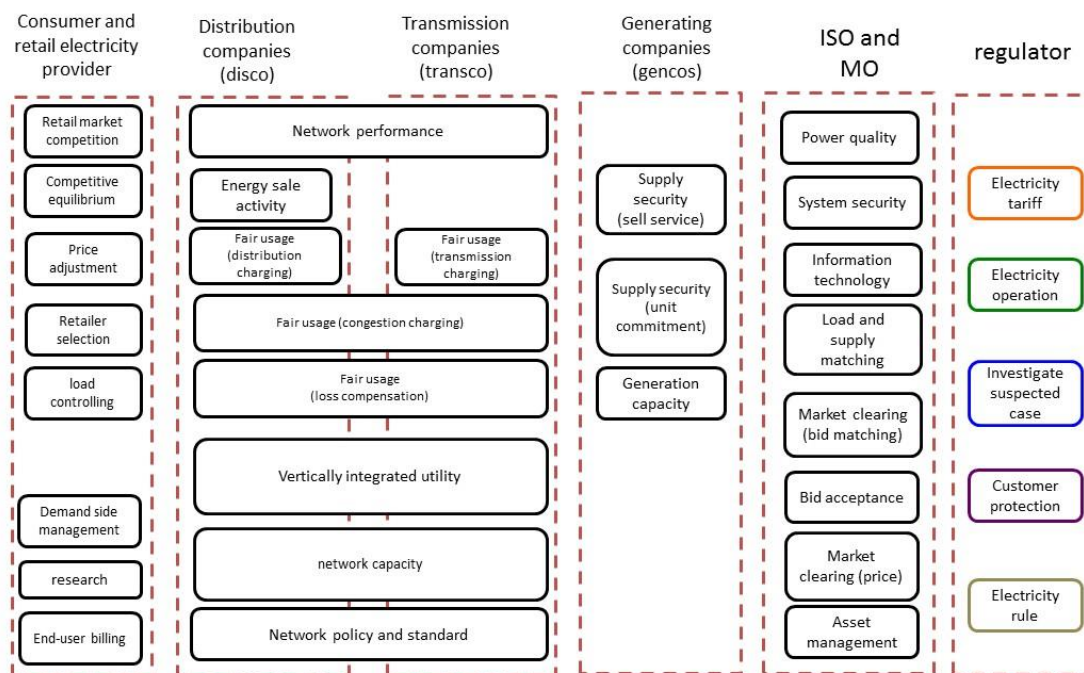 Consumer and
retail electricity
provider
Distribution
companies
(disco)
Transmission
companies
(transco)
Generating
companies
(gencos)
ISO and
MO
regulator
Retail market
competition
Competitive
equilibrium
Price
adjustment
Retailer
selection
load
controlling
Demand side
management
research
End-user billing
Network performance
Energy sale
activity
Fair usage
(distribution
charging)
Fair usage
(transmission
charging)
Fair usage (congestion charging)
Fair usage
(loss compensation)
Vertically integrated utility
network capacity
Network policy and standard
Supply
security
(sell service)
Supply security
(unit
commitment)
Generation
capacity
Power quality
System security
Information
technology
Load and
supply
matching
Market clearing
(bid matching)
Bid acceptance
Market
clearing (price)
Asset
management
Electricity
tariff
Electricity
operation
Investigate
suspected
case
Customer
protection
Electricity
rule